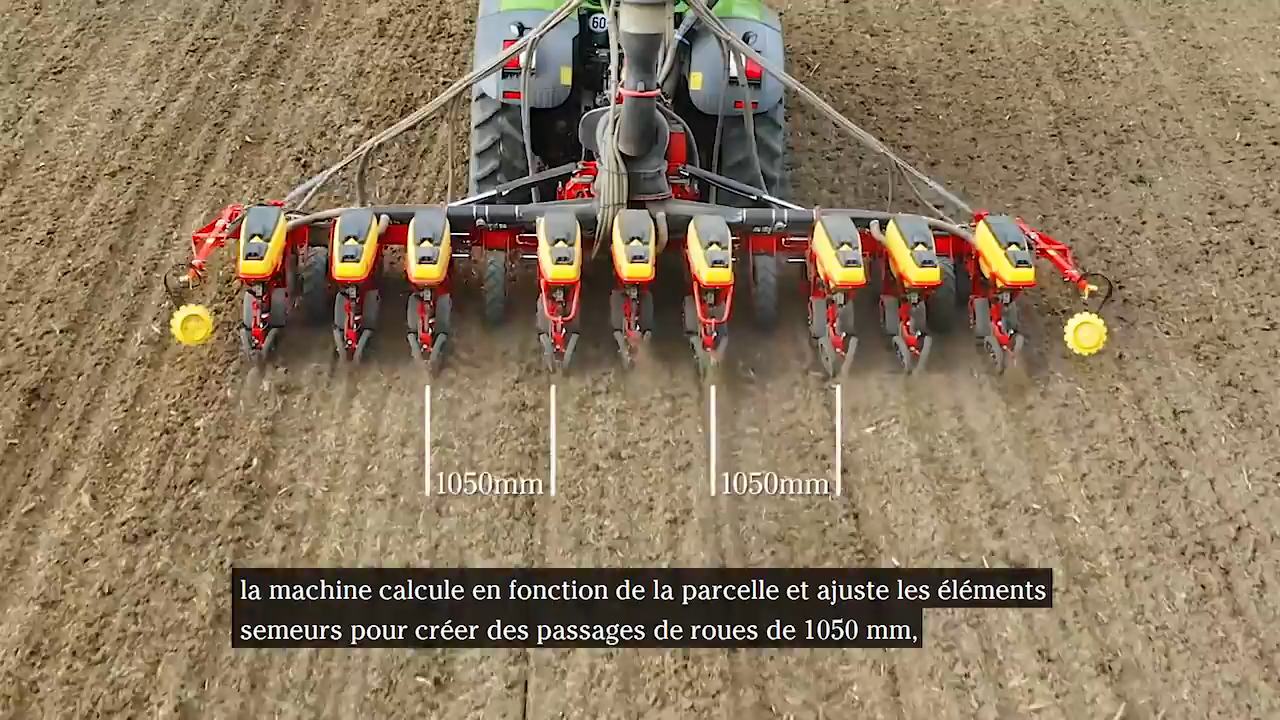 60
1050mm
1050mm
la machine calcule en fonction de la parcelle et ajuste les éléments
semeurs pour créer des passages de roues de 1050 mm,